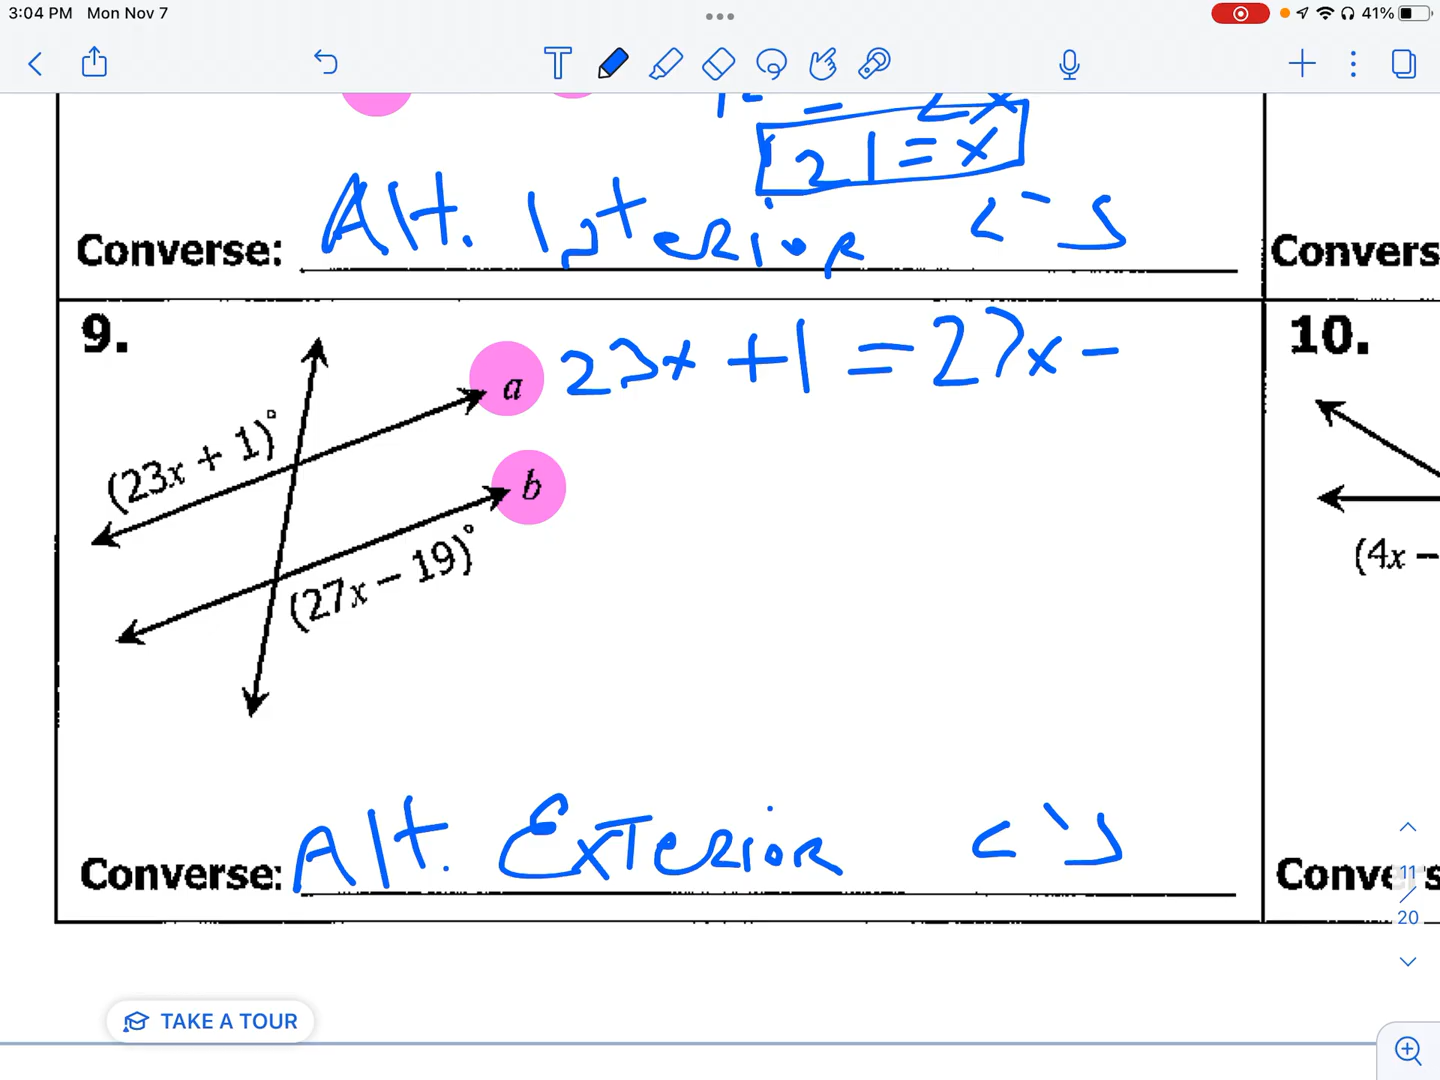 3:04 PM Mon Nov 7
41%
21 = x
Alt. Interior <'s
Converse:
Convers
9.
23x + 1 = 27x -
10.
a
(23x + 1)°
b
(27x − 19)°
(4x −
Alt. Exterior <'s
Converse:
Conve
11
/
20
TAKE A TOUR